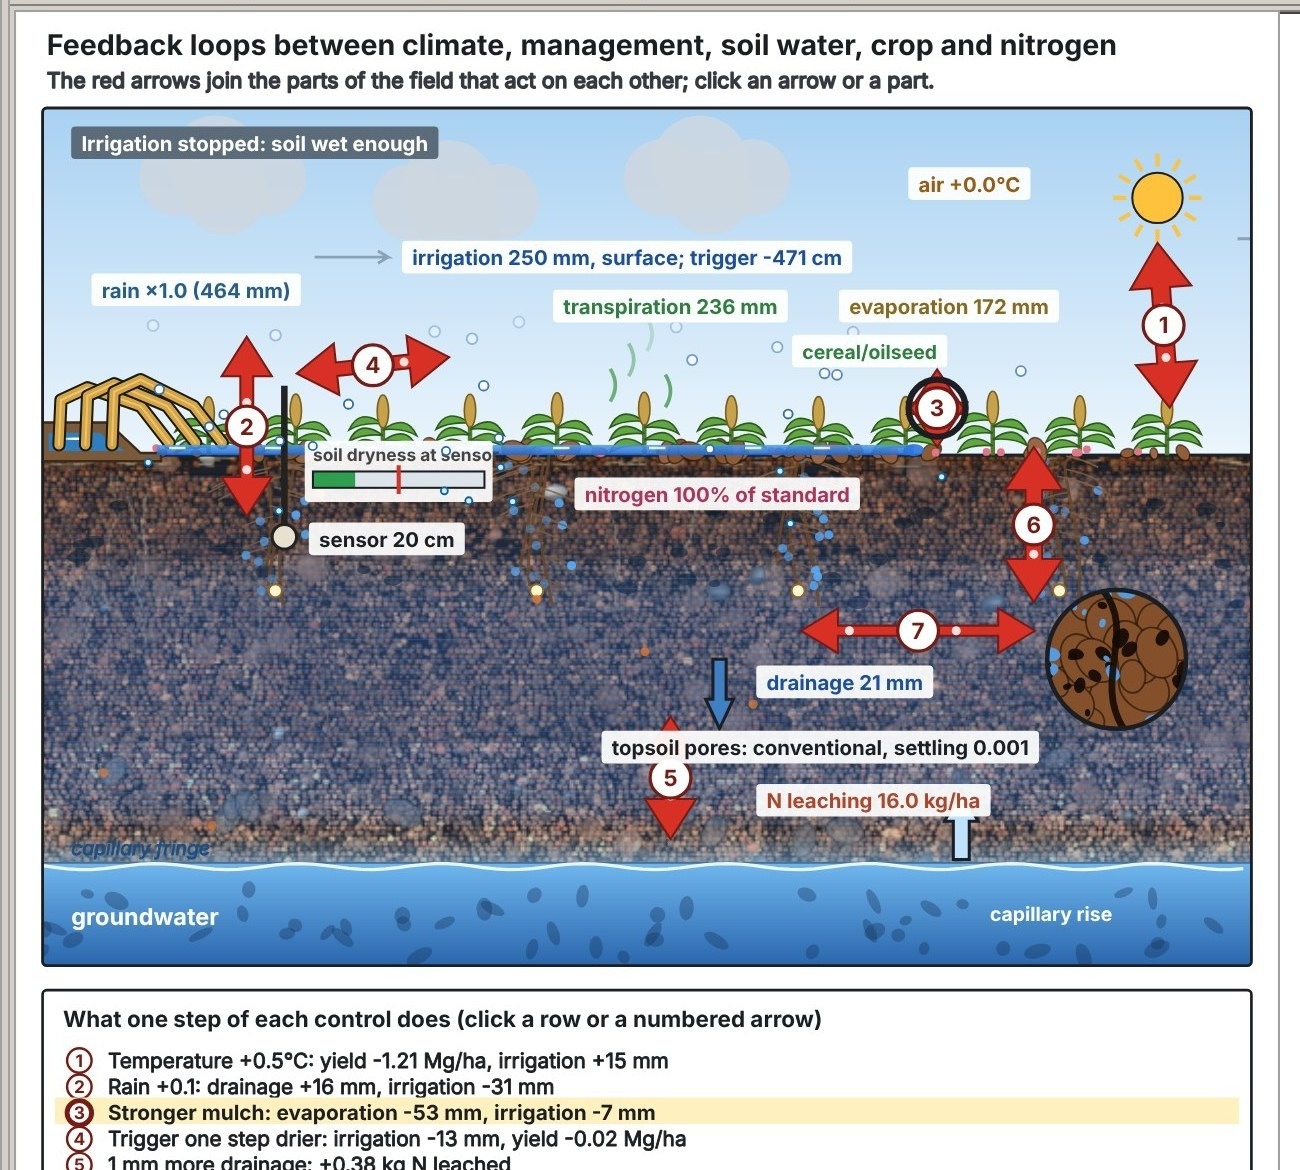 Feedback loops between climate, management, soil water, crop and nitrogen
The red arrows join the parts of the field that act on each other; click an arrow or a part.
Irrigation stopped: soil wet enough
air +0.0°C
irrigation 250 mm, surface; trigger -471 cm
rain ×1.0 (464 mm)
transpiration 236 mm
evaporation 172 mm
1
cereal/oilseed
4
3
2
soil dryness at senso
nitrogen 100% of standard
6
sensor 20 cm
7
drainage 21 mm
topsoil pores: conventional, settling 0.001
5
N leaching 16.0 kg/ha
capillary fringe
groundwater
capillary rise
What one step of each control does (click a row or a numbered arrow)
1 Temperature +0.5°C: yield -1.21 Mg/ha, irrigation +15 mm
2 Rain +0.1: drainage +16 mm, irrigation -31 mm
3 Stronger mulch: evaporation -53 mm, irrigation -7 mm
4 Trigger one step drier: irrigation -13 mm, yield -0.02 Mg/ha
5 1 mm more drainage: +0.38 kg N leached